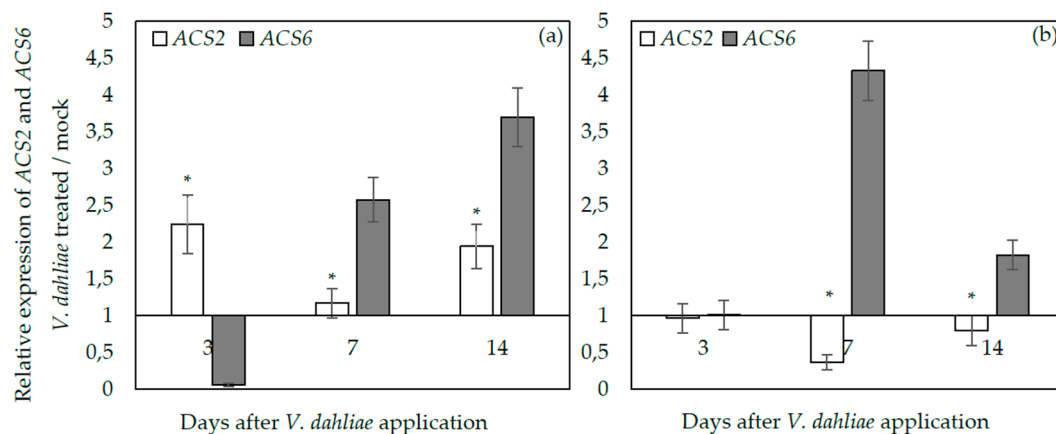 Relative expression of ACS2 and ACS6
V. dahliae treated / mock
5
4,5
4
3,5
3
2,5
2
1,5
1
0,5
0
ACS2 ACS6
(a)
*
*
*
3 7 14
Days after V. dahliae application
5
4,5
4
3,5
3
2,5
2
1,5
1
0,5
0
ACS2 ACS6
(b)
*
*
3 7 14
Days after V. dahliae application